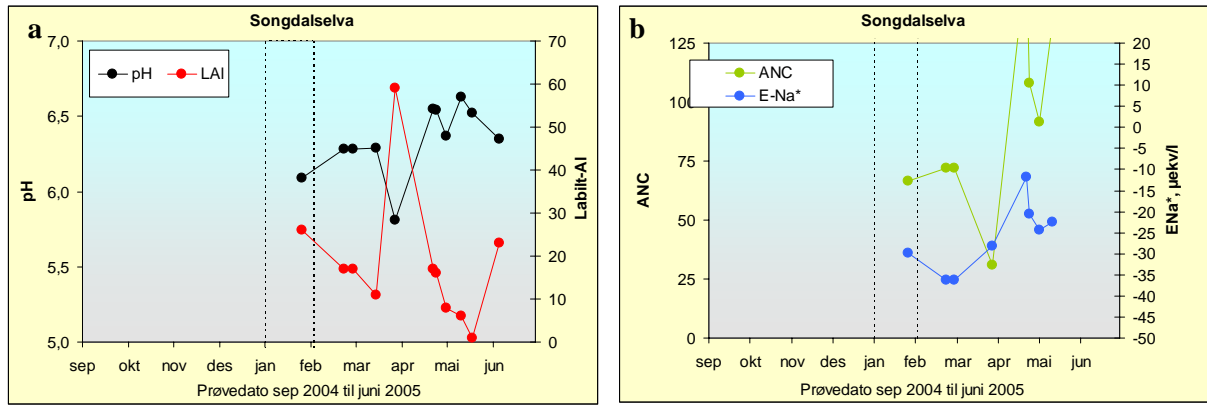 a
Songdalselva
7,0
6,5
6,0
5,5
5,0
pH
pH LAI
70
60
50
40
30
20
10
0
Labilt-Al
sep okt nov des jan feb mar apr mai jun
Prøvedato sep 2004 til juni 2005
b
Songdalselva
125
100
75
50
25
0
ANC
ANC
E-Na*
20
15
10
5
0
-5
-10
-15
-20
-25
-30
-35
-40
-45
-50
ENa*, µekv/l
sep okt nov des jan feb mar apr mai jun
Prøvedato sep 2004 til juni 2005